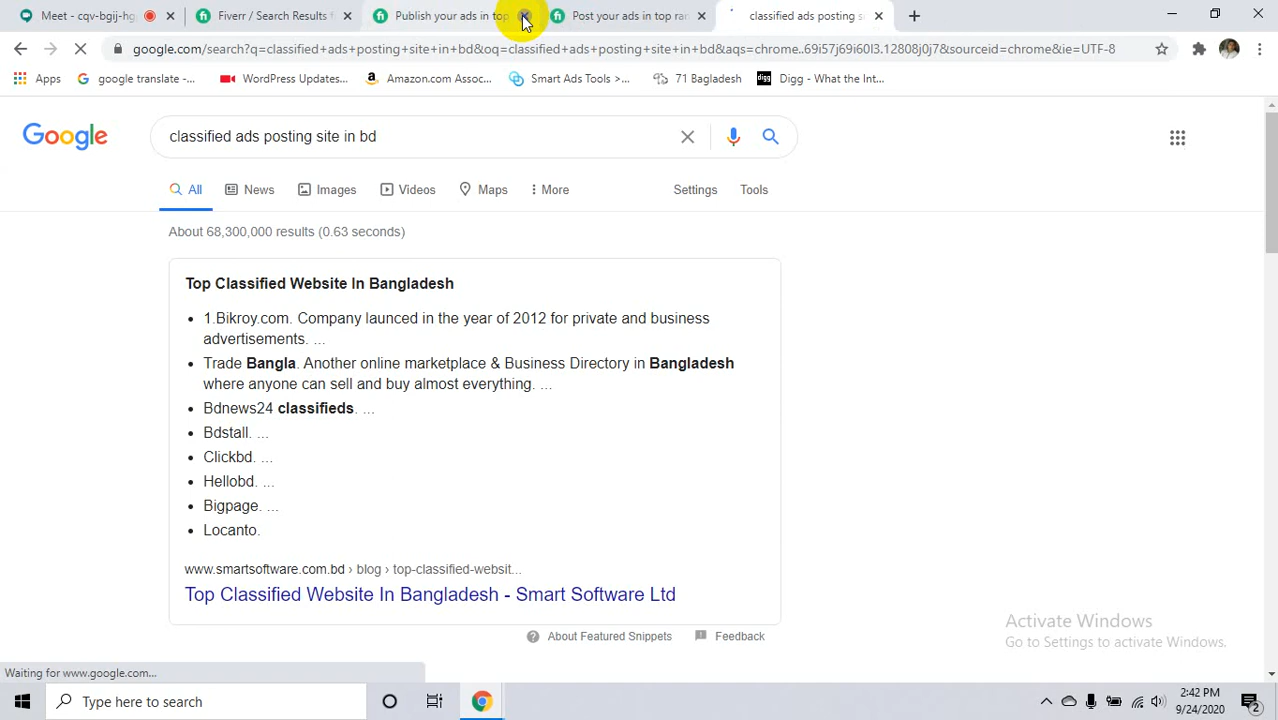 Meet - cqv-bgij-hg
Fiverr / Search Results f
Publish your ads in top
Post your ads in top ra
classified ads posting s
google.com/search?q=classified+ads+posting+site+in+bd&oq=classified+ads+posting+site+in+bd&aqs=chrome..69i57j69i60l3.12808j0j7&sourceid=chrome&ie=UTF-8
Apps google translate -... WordPress Updates... Amazon.com Assoc... Smart Ads Tools >... 71 Bagladesh digg Digg - What the Int...
Google classified ads posting site in bd
All News Images Videos Maps More Settings Tools
About 68,300,000 results (0.63 seconds)
Top Classified Website In Bangladesh
• 1.Bikroy.com. Company launced in the year of 2012 for private and business
advertisements. ...
• Trade Bangla. Another online marketplace & Business Directory in Bangladesh
where anyone can sell and buy almost everything. ...
• Bdnews24 classifieds. ...
• Bdstall. ...
• Clickbd. ...
• Hellobd. ...
• Bigpage. ...
• Locanto.
www.smartsoftware.com.bd › blog › top-classified-websit...
Top Classified Website In Bangladesh - Smart Software Ltd
Activate Windows
About Featured Snippets Feedback
Go to Settings to activate Windows.
Waiting for www.google.com...
Type here to search
2:42 PM
9/24/2020
2